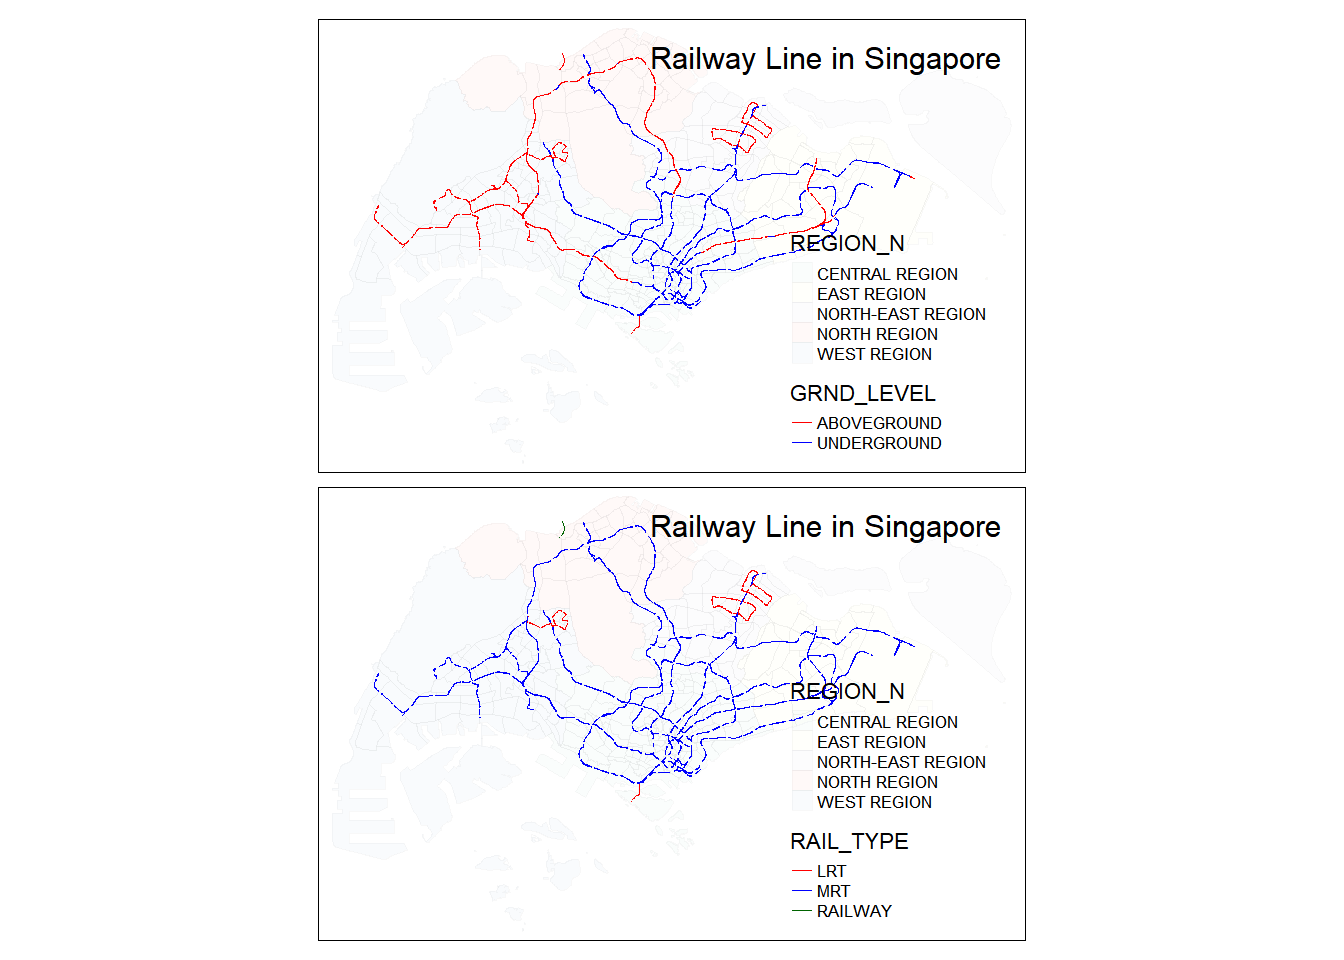 Railway Line in Singapore
REGION_N
CENTRAL REGION
EAST REGION
NORTH-EAST REGION
NORTH REGION
WEST REGION
GRND_LEVEL
ABOVEGROUND
UNDERGROUND
Railway Line in Singapore
REGION_N
CENTRAL REGION
EAST REGION
NORTH-EAST REGION
NORTH REGION
WEST REGION
RAIL_TYPE
LRT
MRT
RAILWAY